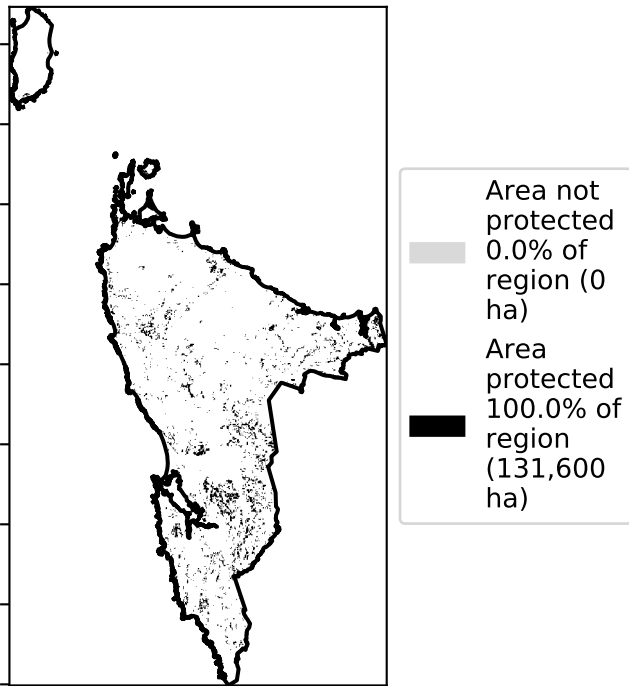 Area not
protected
0.0% of
region (0
ha)
Area
protected
100.0% of
region
(131,600
ha)